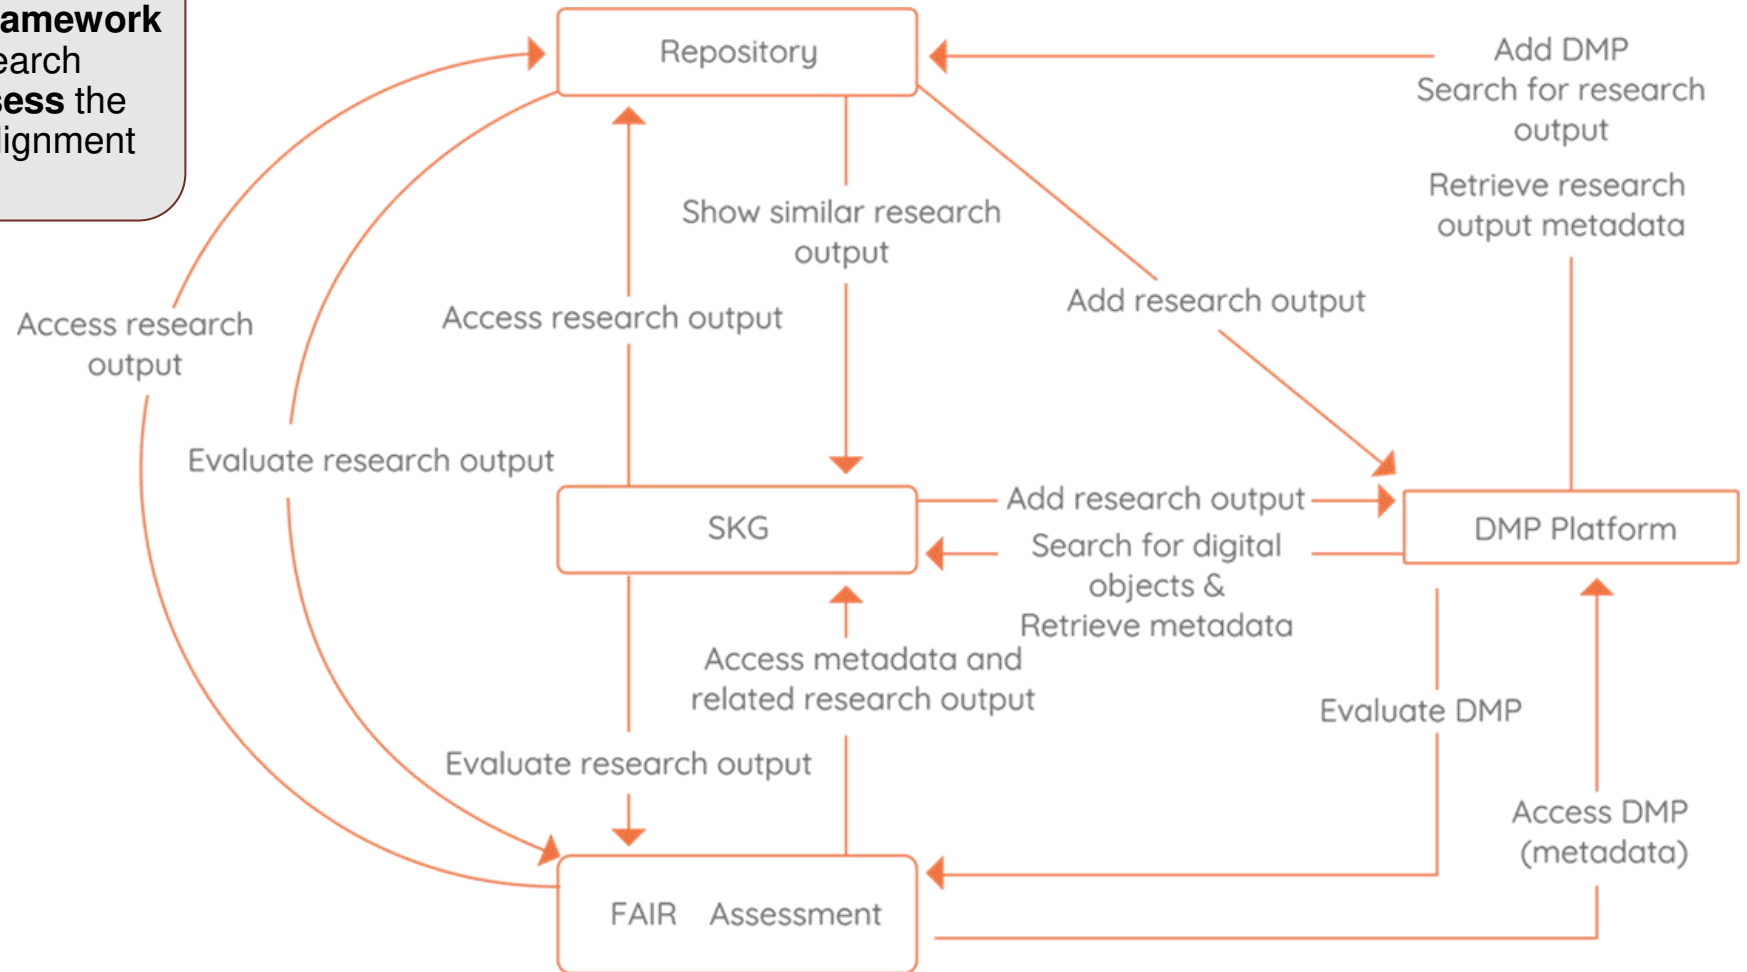 earch
sess the
lignment
Repository
Add DMP
Search for research
output
Retrieve research
output metadata
Show similar research
output
Access research
output
Access research output
Add research output
Evaluate research output
SKG
Add research output
DMP Platform
Search for digital
objects &
Retrieve metadata
Access metadata and
related research output
Evaluate DMP
Evaluate research output
Access DMP
(metadata)
FAIR Assessment